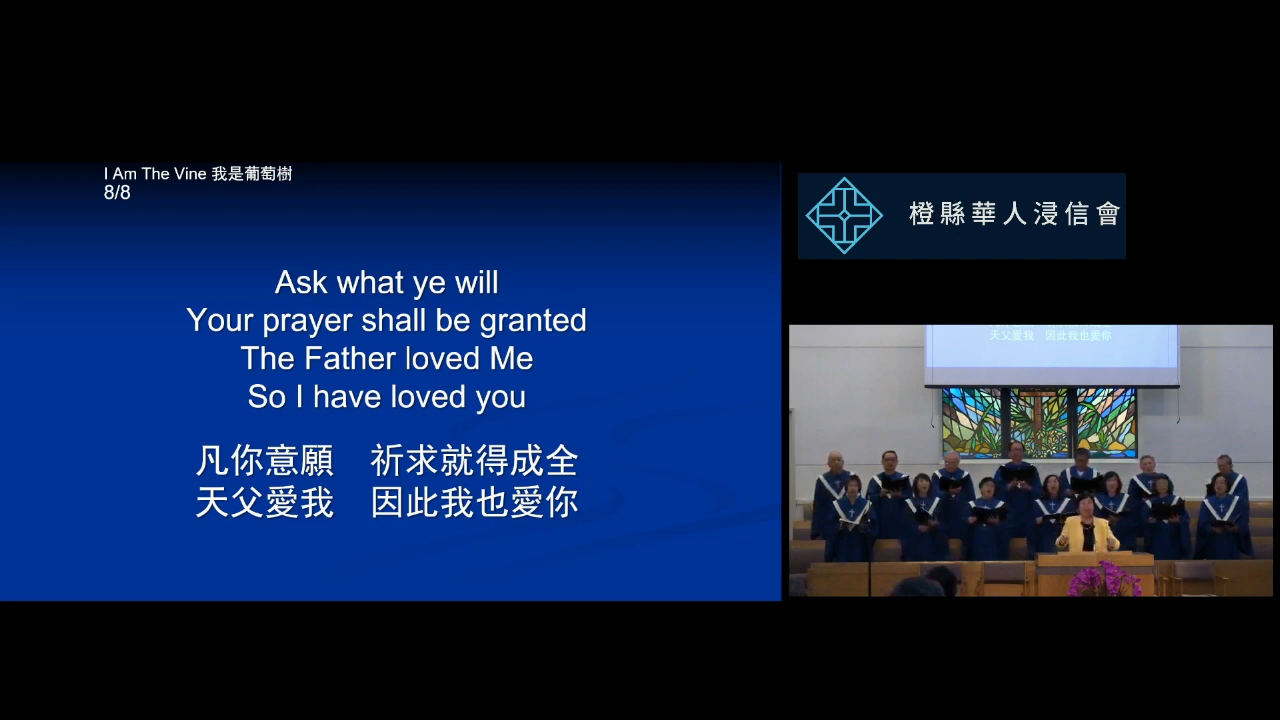 I Am The Vine 我是葡萄樹
8/8
Ask what ye will
Your prayer shall be granted
The Father loved Me
So I have loved you
凡你意願　祈求就得成全
天父愛我　因此我也愛你
橙縣華人浸信會
天父愛我　因此我也愛你